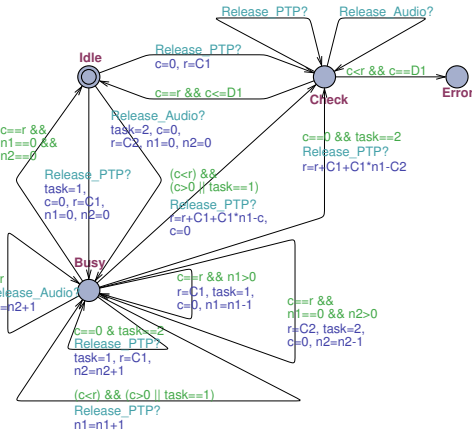 Release_PTP?
Release_Audio?
Idle
Release_PTP?
c=0, r=C1
c<r && c==D1
Error
c==r && c<=D1
Check
Release_Audio?
task=2, c=0,
r=C2, n1=0, n2=0
c==r &&
n1==0 &&
n2==0
c==0 && task==2
Release_PTP?
r=r+C1+C1*n1-C2
Release_PTP?
task=1,
c=0, r=C1,
n1=0, n2=0
(c<r) &&
(c>0 || task==1)
Release_PTP?
r=r+C1+C1*n1-c,
c=0
Busy
r
elease_Audio?
=n2+1
c==r && n1>0
r=C1, task=1,
c=0, n1=n1-1
c==r &&
n1==0 && n2>0
r=C2, task=2,
c=0, n2=n2-1
c==0 & task==2
Release_PTP?
task=1, r=C1,
n2=n2+1
(c<r) && (c>0 || task==1)
Release_PTP?
n1=n1+1